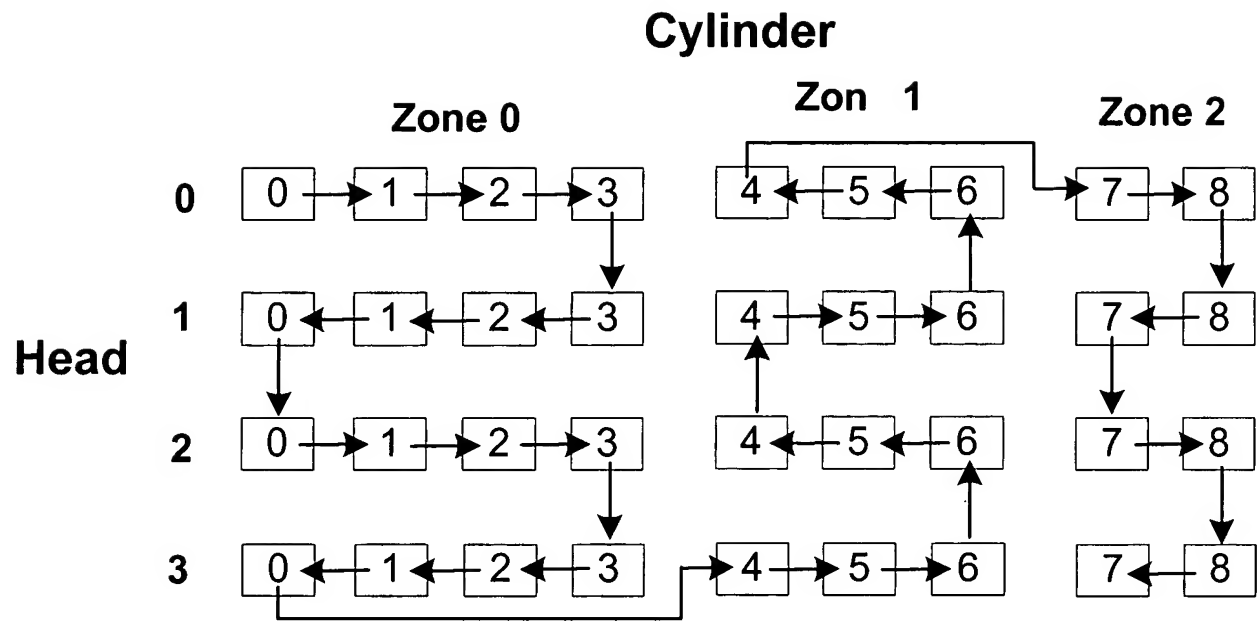 Cylinder
Zone 0 Zon 1 Zone 2
0 0 1 2 3 4 5 6 7 8
1 0 1 2 3 4 5 6 7 8
Head
2 0 1 2 3 4 5 6 7 8
3 0 1 2 3 4 5 6 7 8